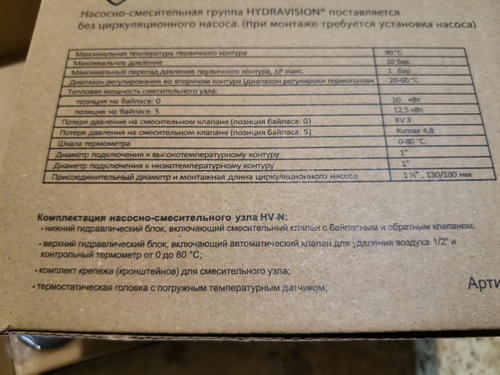 Насосно-смесительная группа HYDRAVISION® поставляется
без циркуляционного насоса. (При монтаже требуется установка насоса)
Максимальная температура первичного контура 90°C
Максимальное давление 10 бар
Максимальный перепад давления первичного контура, ΔP макс. 1 бар
Диапазон регулирования во вторичном контуре (диапазон регулироки термоголовк 20-60 °C
Тепловая мощность смесительного узла:
позиция на байпасе: 0 10 кВт
позиция на байпасе: 5 12,5 кВт
Потеря давления на смесительном клапане (позиция байпаса: 0) KV 3
Потеря давления на смесительном клапане (позиция байпаса: 5) Kvmax 4,8
Шкала термометра 0-80 °C
Диаметр подключения к высокотемпературному контуру 1"
Диаметр подключения к низкотемпературному контуру 1"
Присоединительный диаметр и монтажная длина циркуляционного насоса 1 ½" , 130/180 мм
Комплектация насосно-смесительного узла HV-N:
- нижний гидравлический блок, включающий смесительный клапан с байпасным и обратным клапаном;
- верхний гидравлический блок, включающий автоматический клапан для удаления воздуха 1/2" и
контрольный термометр от 0 до 80 °C;
- комплект крепежа (кронштейнов) для смесительного узла;
- термостатическая головка с погружным температурным датчиком;
Арти